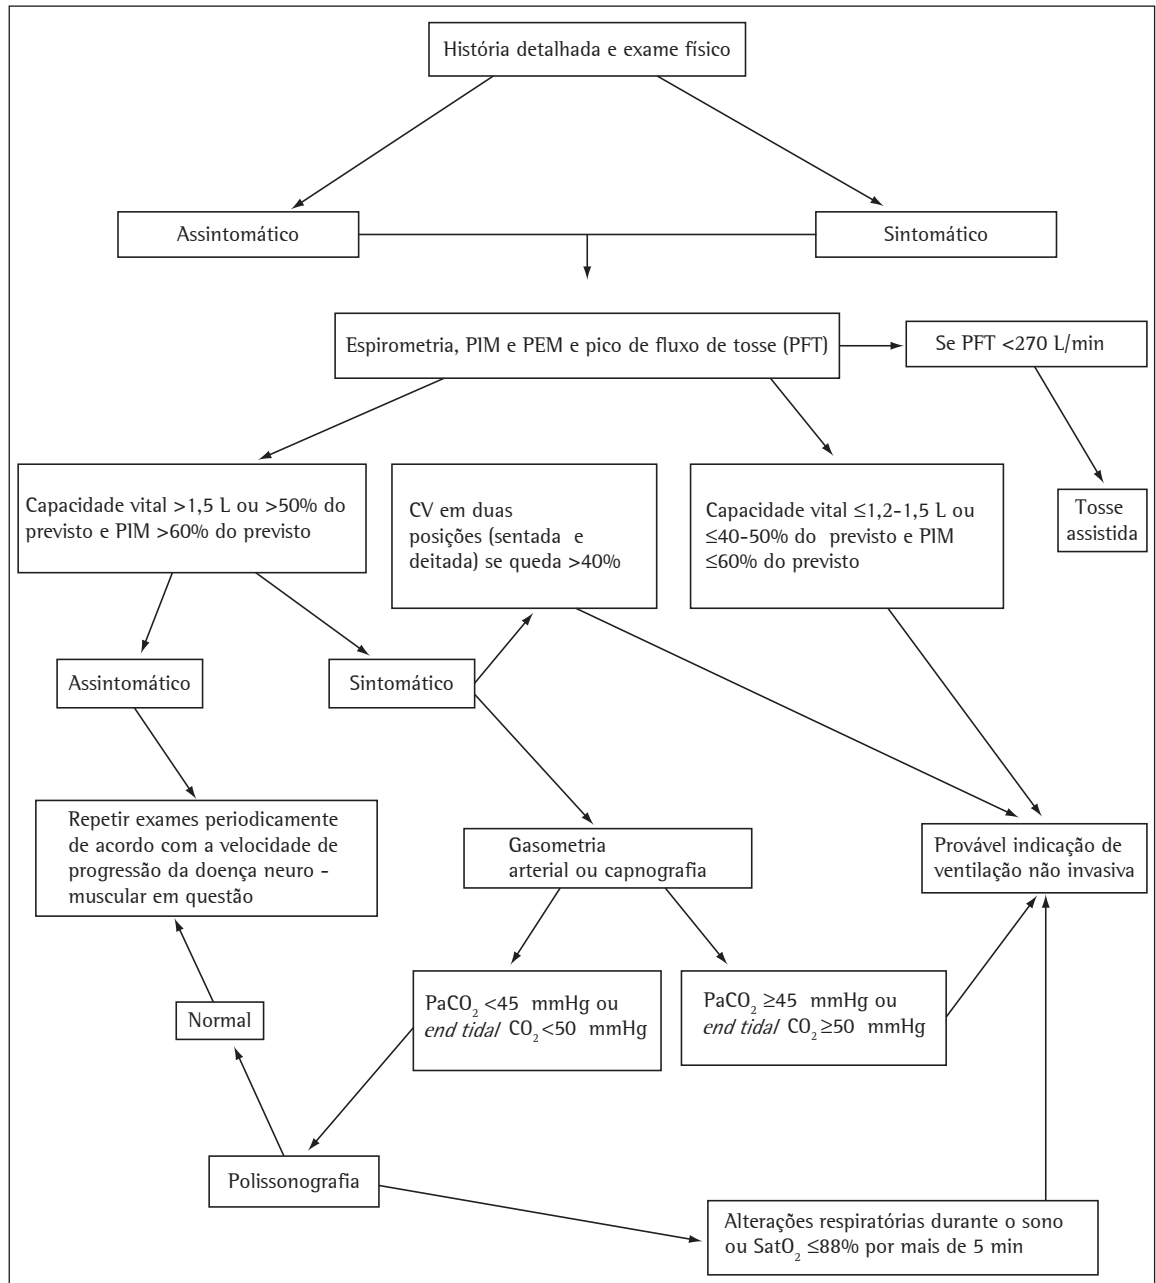 História detalhada e exame físico
Assintomático
Sintomático
Espirometria, PIM e PEM e pico de fluxo de tosse (PFT)
Se PFT <270 L/min
Capacidade vital >1,5 L ou >50% do
previsto e PIM >60% do previsto
CV em duas
posições (sentada e
deitada) se queda >40%
Capacidade vital ≤1,2-1,5 L ou
≤40-50% do previsto e PIM
≤60% do previsto
Tosse
assistida
Assintomático
Sintomático
Repetir exames periodicamente
de acordo com a velocidade de
progressão da doença neuro -
muscular em questão
Gasometria
arterial ou capnografia
Provável indicação de
ventilação não invasiva
Normal
PaCO₂ <45 mmHg ou
end tidal CO₂<50 mmHg
PaCO₂ ≥45 mmHg ou
end tidal CO₂≥50 mmHg
Polissonografia
Alterações respiratórias durante o sono
ou SatO₂ ≤88% por mais de 5 min